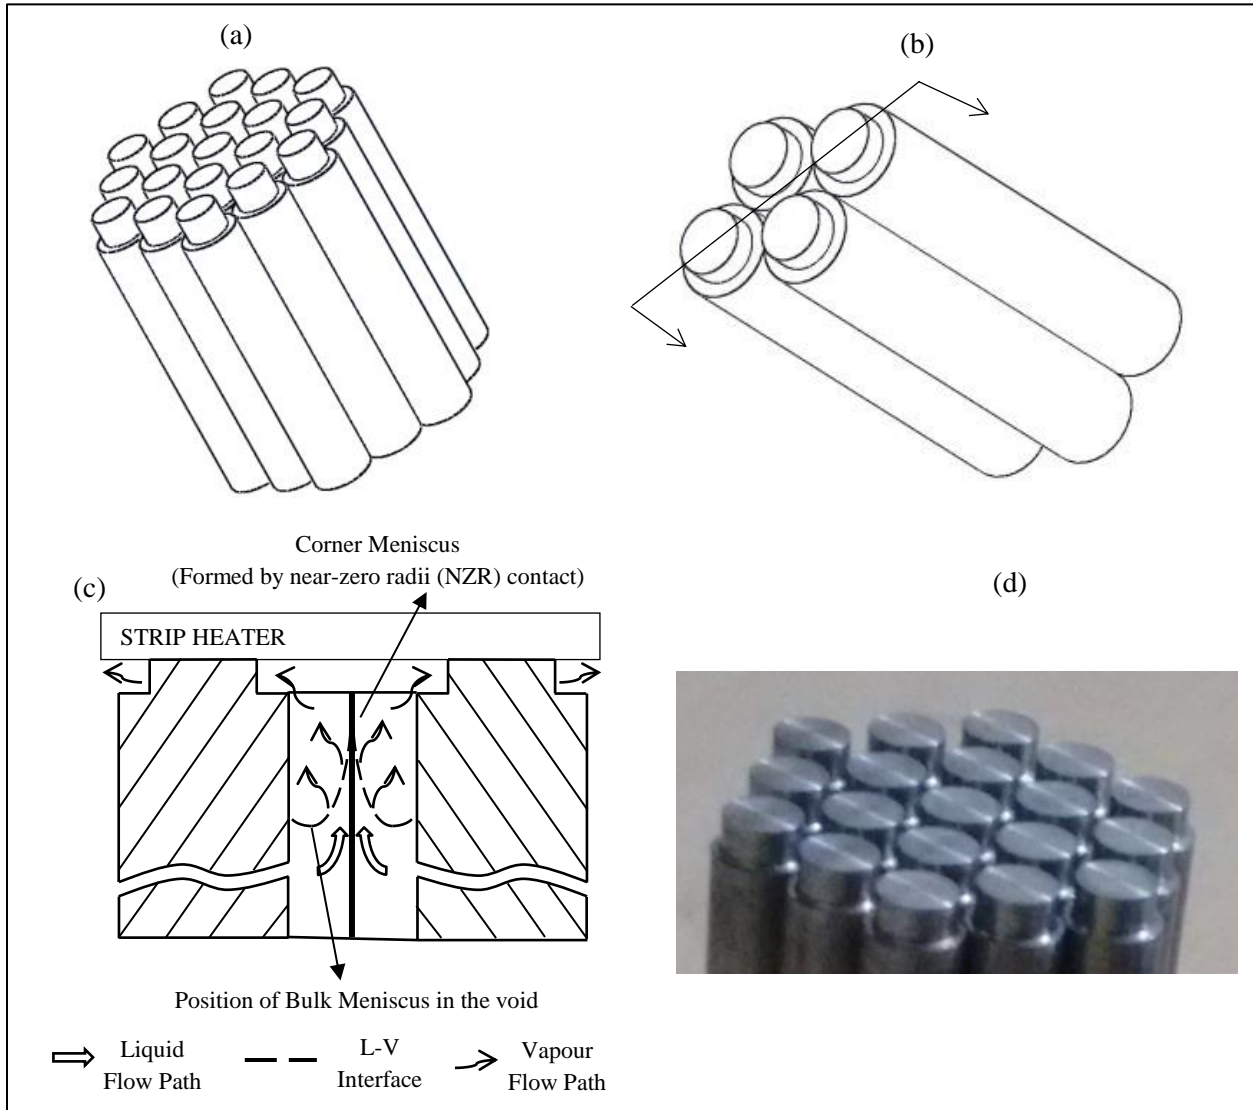 (a)
(b)
Corner Meniscus
(Formed by near-zero radii (NZR) contact)
(c)
(d)
STRIP HEATER
Position of Bulk Meniscus in the void
Liquid
Flow Path
L-V
Interface
Vapour
Flow Path